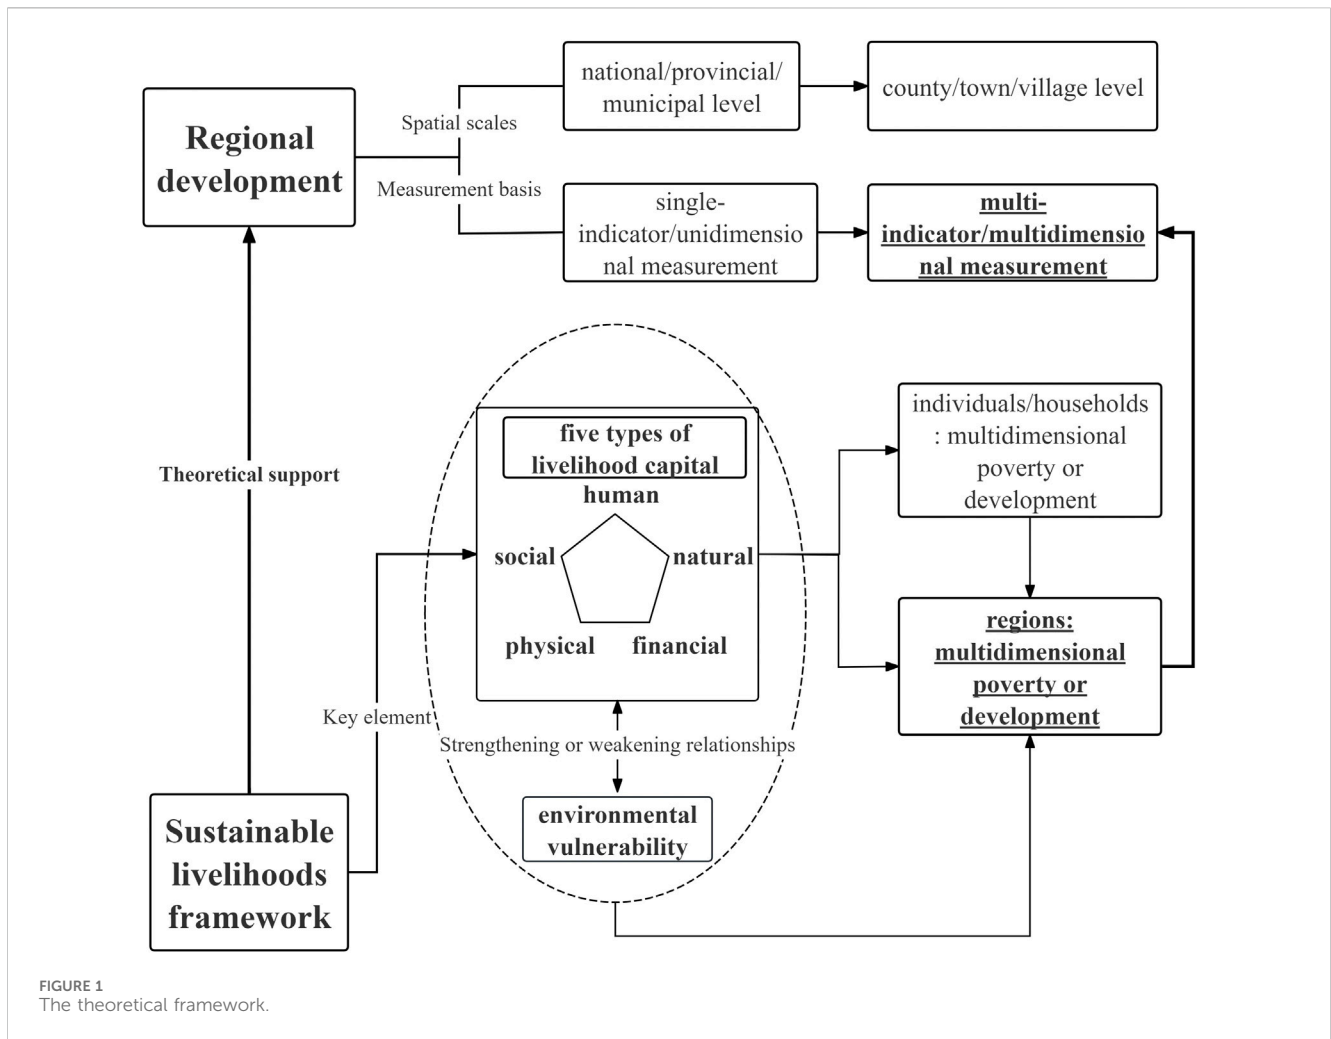 Regional
development
Spatial scales
Measurement basis
national/provincial/
municipal level
county/town/village level
single-
indicator/unidimensio
nal measurement
multi-
indicator/multidimensio
nal measurement
Theoretical support
five types of
livelihood capital
human
social
natural
physical
financial
individuals/households
: multidimensional
poverty or
development
regions:
multidimensional
poverty or
development
Key element
Strengthening or weakening relationships
environmental
vulnerability
Sustainable
livelihoods
framework
FIGURE 1
The theoretical framework.